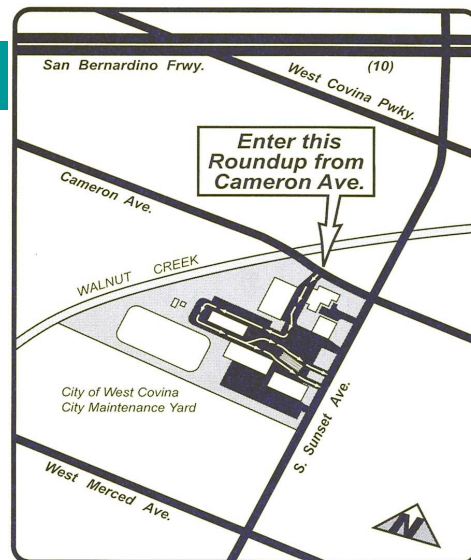 San Bernardino Frwy.
(10)
West Covina Pwky.
Enter this
Roundup from
Cameron Ave.
Cameron Ave.
WALNUT CREEK
City of West Covina
City Maintenance Yard
S. Sunset Ave.
West Merced Ave.
N